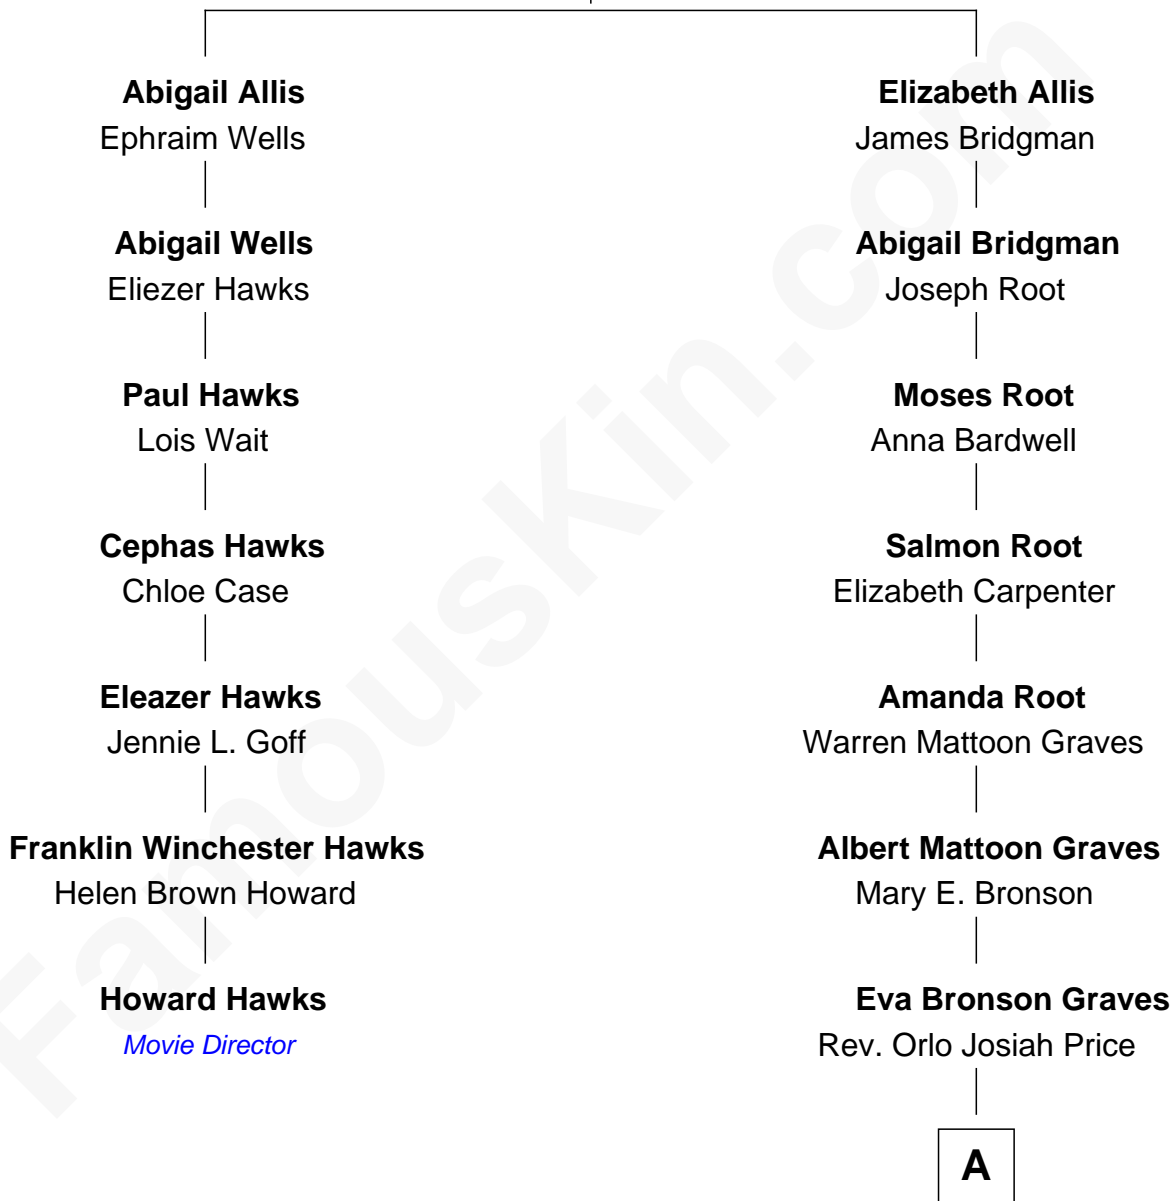 Abigail Allis
Ephraim Wells
Abigail Wells
Eliezer Hawks
Paul Hawks
Lois Wait
Cephas Hawks
Chloe Case
Eleazer Hawks
Jennie L. Goff
Franklin Winchester Hawks
Helen Brown Howard
Howard Hawks
Movie Director
Elizabeth Allis
James Bridgman
Abigail Bridgman
Joseph Root
Moses Root
Anna Bardwell
Salmon Root
Elizabeth Carpenter
Amanda Root
Warren Mattoon Graves
Albert Mattoon Graves
Mary E. Bronson
Eva Bronson Graves
Rev. Orlo Josiah Price
A
FamousKin.com